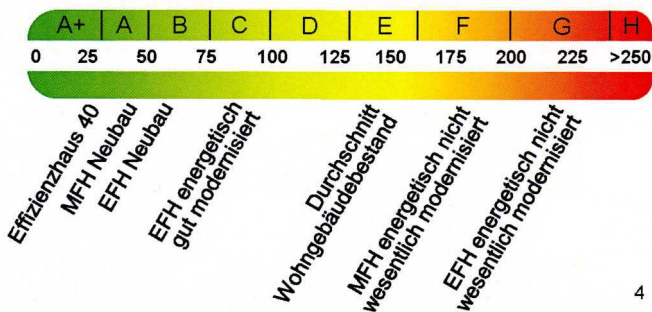 A+ A B C D E F G H
0 25 50 75 100 125 150 175 200 225 >250
Effizienzhaus 40
MFH Neubau
EFH Neubau
EFH energetisch
gut modernisiert
Durchschnitt
Wohngebäudebestand
MFH energetisch nicht
wesentlich modernisiert
EFH energetisch nicht
wesentlich modernisiert
4